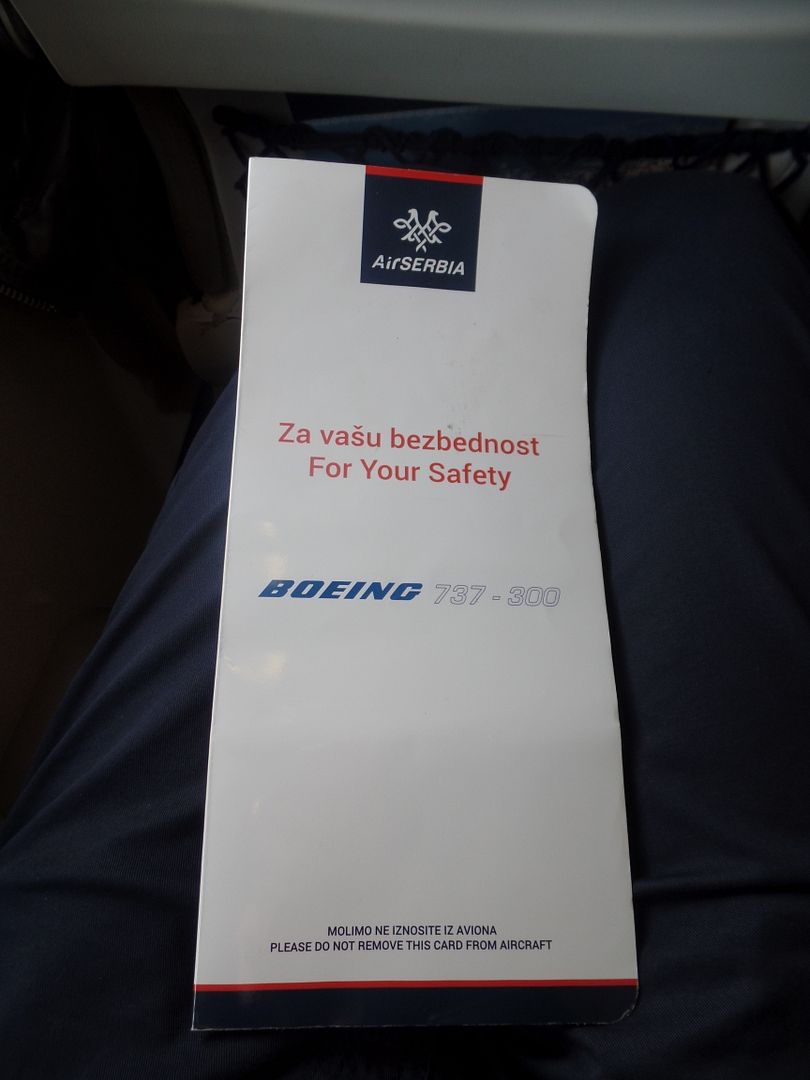 AirSERBIA
Za vašu bezbednost
For Your Safety
BOEING 737 - 300
MOLIMO NE IZNOSITE IZ AVIONA
PLEASE DO NOT REMOVE THIS CARD FROM AIRCRAFT